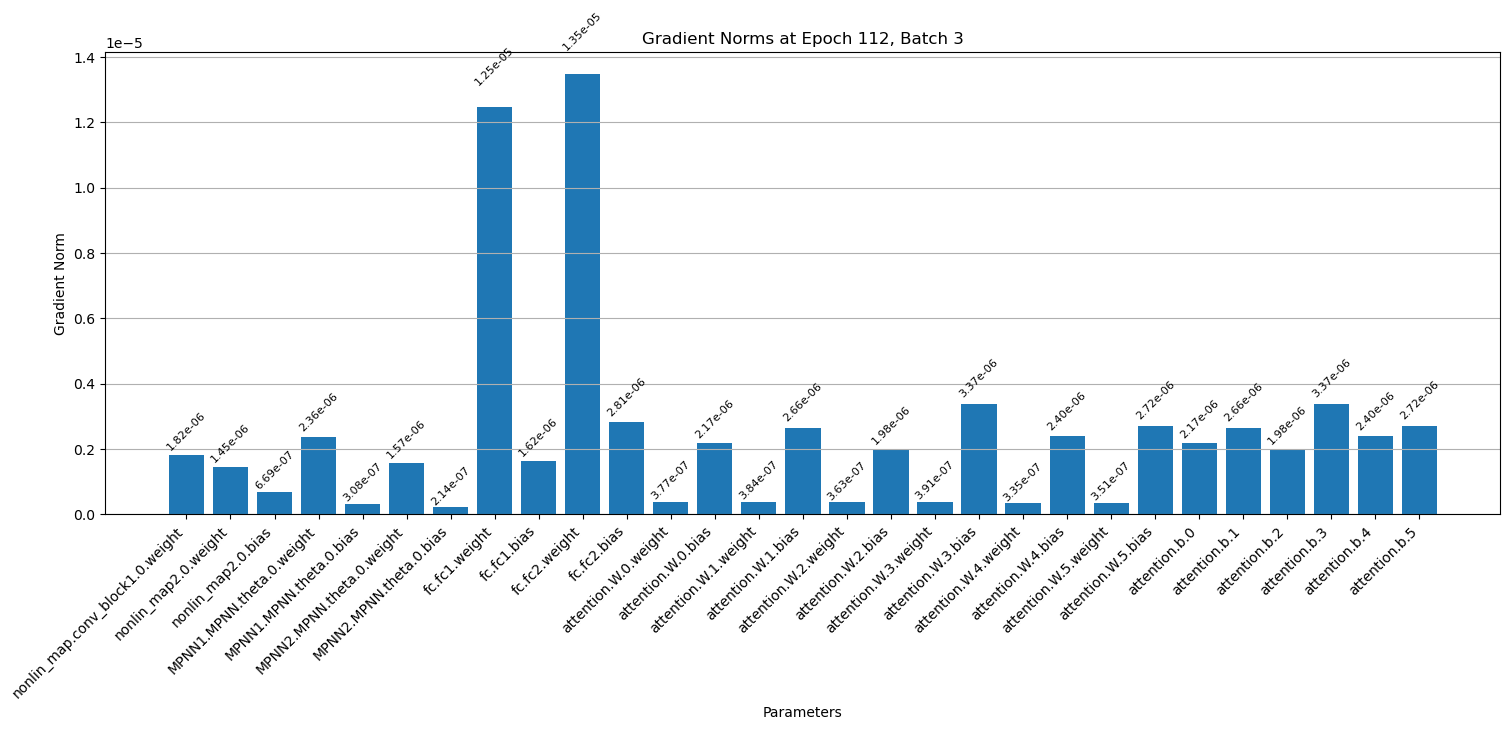 Gradient Norms at Epoch 112, Batch 3
1e−5
1.4
1.2
1.0
0.8
0.6
0.4
0.2
0.0
Gradient Norm
1.82e-06
1.45e-06
6.69e-07
2.36e-06
3.08e-07
1.57e-06
2.14e-07
1.25e-05
1.62e-06
1.35e-05
2.81e-06
3.77e-07
2.17e-06
3.84e-07
2.66e-06
3.63e-07
1.98e-06
3.91e-07
3.37e-06
3.35e-07
2.40e-06
3.51e-07
2.72e-06
2.17e-06
2.66e-06
1.98e-06
3.37e-06
2.40e-06
2.72e-06
nonlin_map.conv_block1.0.weight
nonlin_map2.0.weight
nonlin_map2.0.bias
MPNN1.MPNN.theta.0.weight
MPNN1.MPNN.theta.0.bias
MPNN2.MPNN.theta.0.weight
MPNN2.MPNN.theta.0.bias
fc.fc1.weight
fc.fc1.bias
fc.fc2.weight
fc.fc2.bias
attention.W.0.weight
attention.W.0.bias
attention.W.1.weight
attention.W.1.bias
attention.W.2.weight
attention.W.2.bias
attention.W.3.weight
attention.W.3.bias
attention.W.4.weight
attention.W.4.bias
attention.W.5.weight
attention.W.5.bias
attention.b.0
attention.b.1
attention.b.2
attention.b.3
attention.b.4
attention.b.5
Parameters